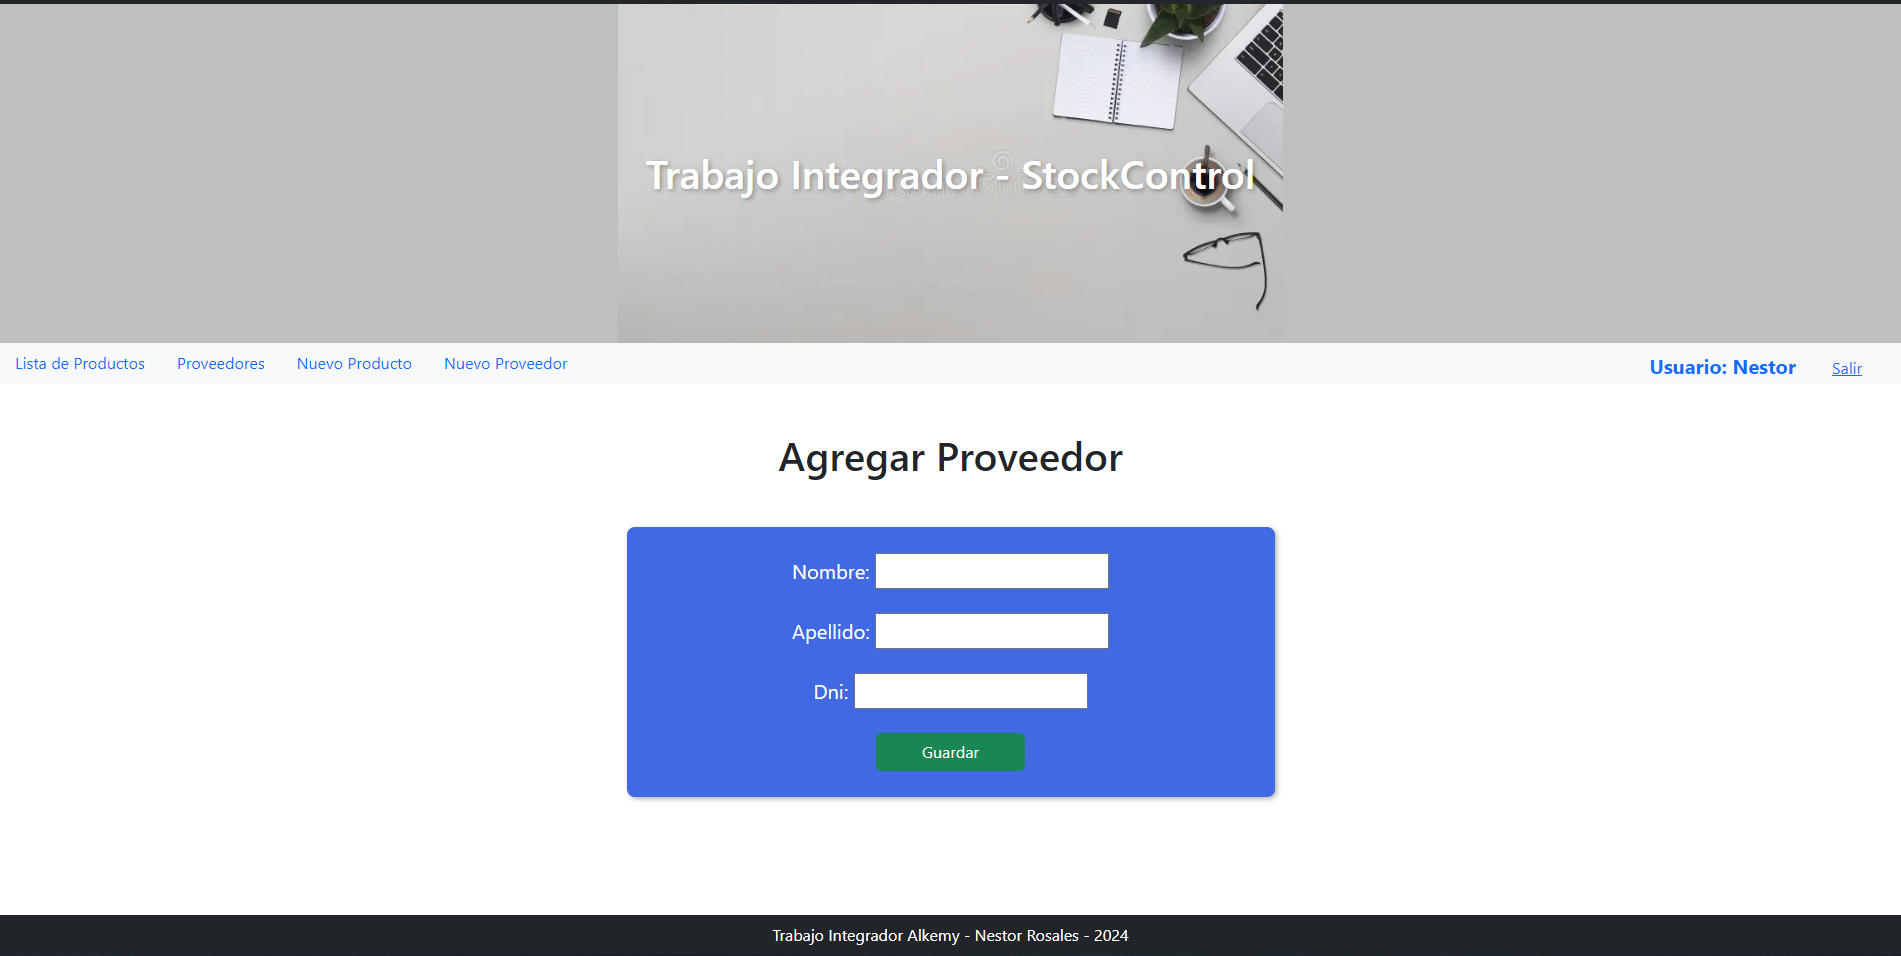 Trabajo Integrador - StockControl
Lista de Productos Proveedores Nuevo Producto Nuevo Proveedor Usuario: Nestor Salir
Agregar Proveedor
Nombre:
Apellido:
Dni:
Guardar
Trabajo Integrador Alkemy - Nestor Rosales - 2024